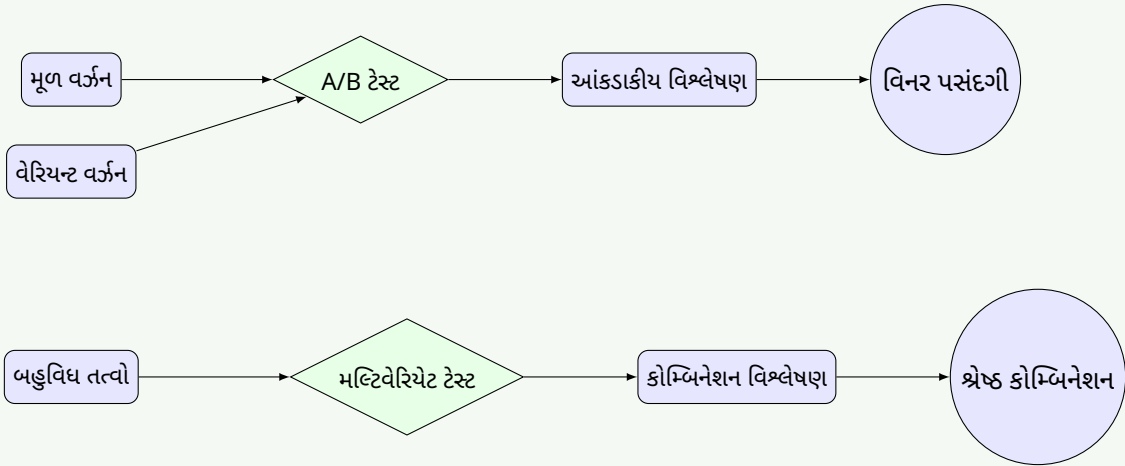 મૂળ વર્ઝન
A/B ટેસ્ટ
આંકડાકીય વિશ્લેષણ
વિનર પસંદગી
વેરિયન્ટ વર્ઝન
બહુવિધ તત્વો
મલ્ટિવેરિયેટ ટેસ્ટ
કોમ્બિનેશન વિશ્લેષણ
શ્રેષ્ઠ કોમ્બિનેશન